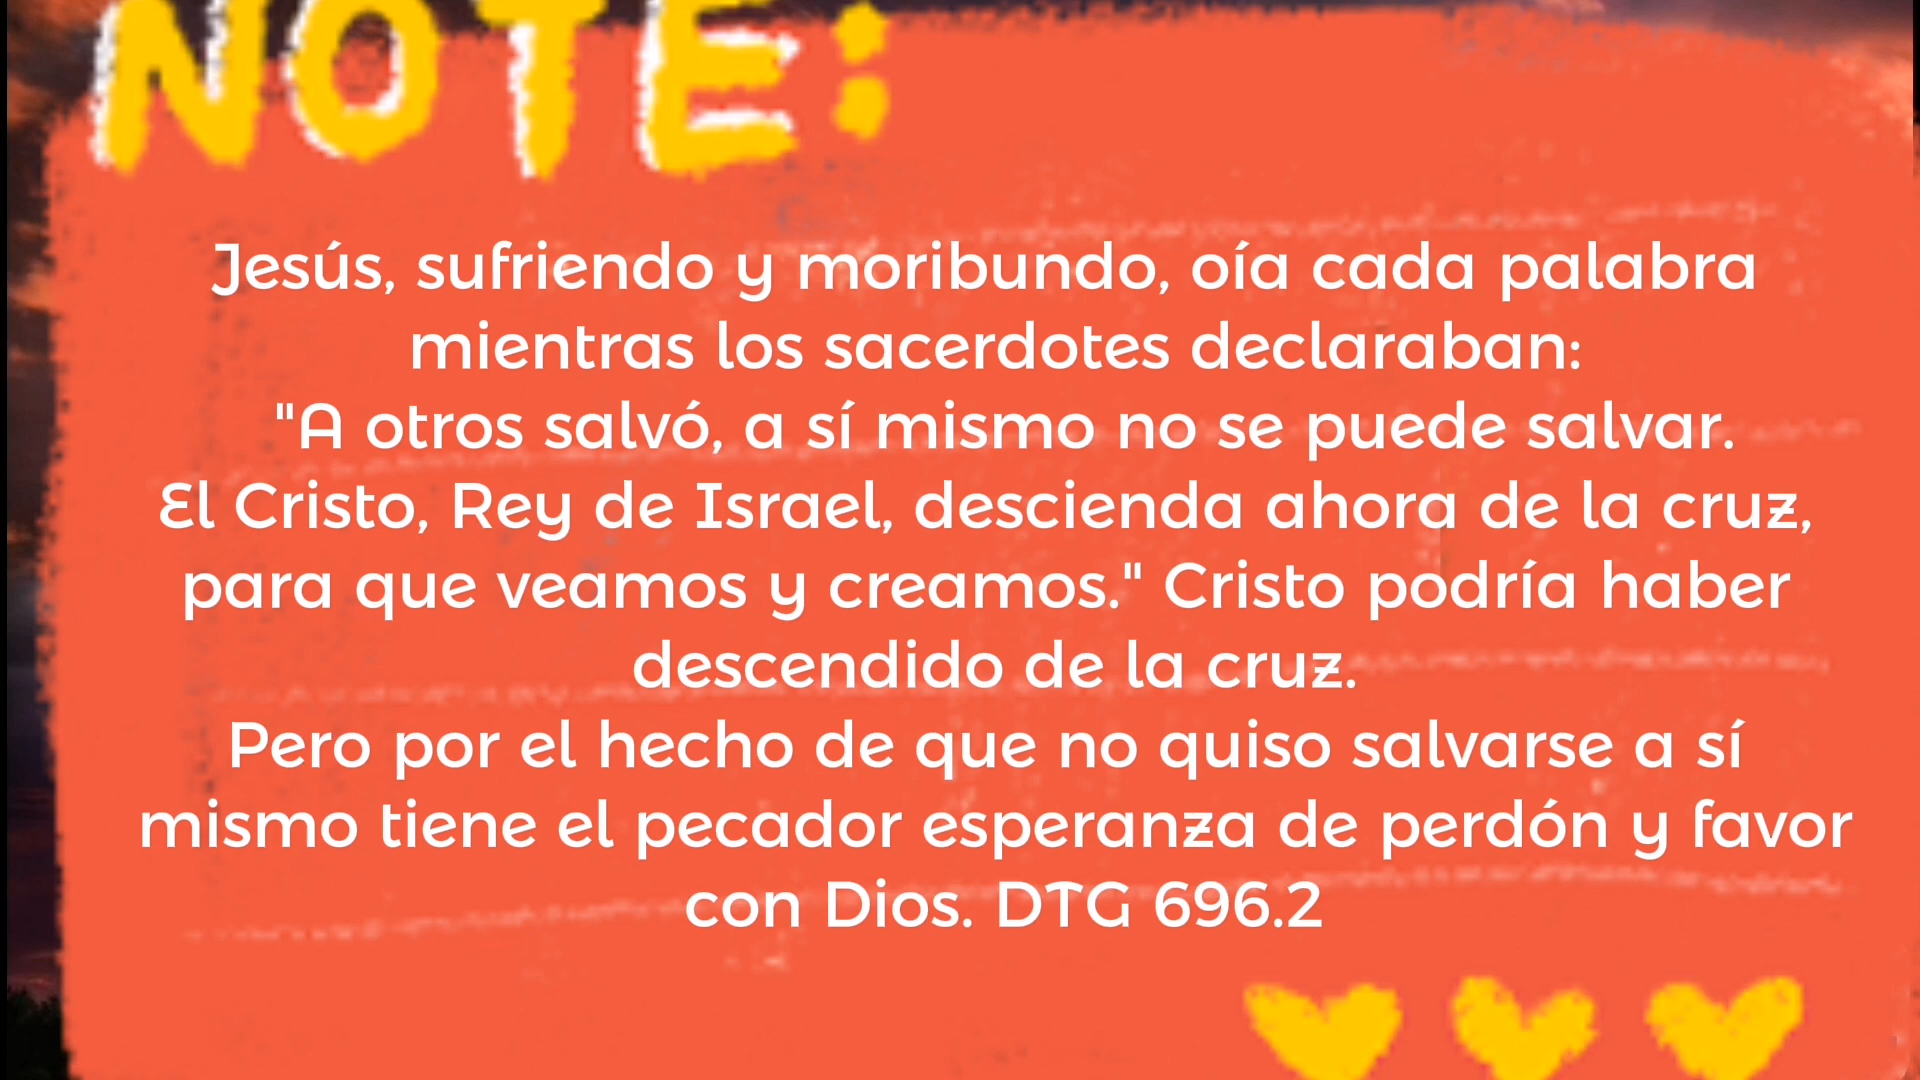 NOTE:
Jesús, sufriendo y moribundo, oía cada palabra
mientras los sacerdotes declaraban:
"A otros salvó, a sí mismo no se puede salvar.
El Cristo, Rey de Israel, descienda ahora de la cruz,
para que veamos y creamos." Cristo podría haber
descendido de la cruz.
Pero por el hecho de que no quiso salvarse a sí
mismo tiene el pecador esperanza de perdón y favor
con Dios. DTG 696.2